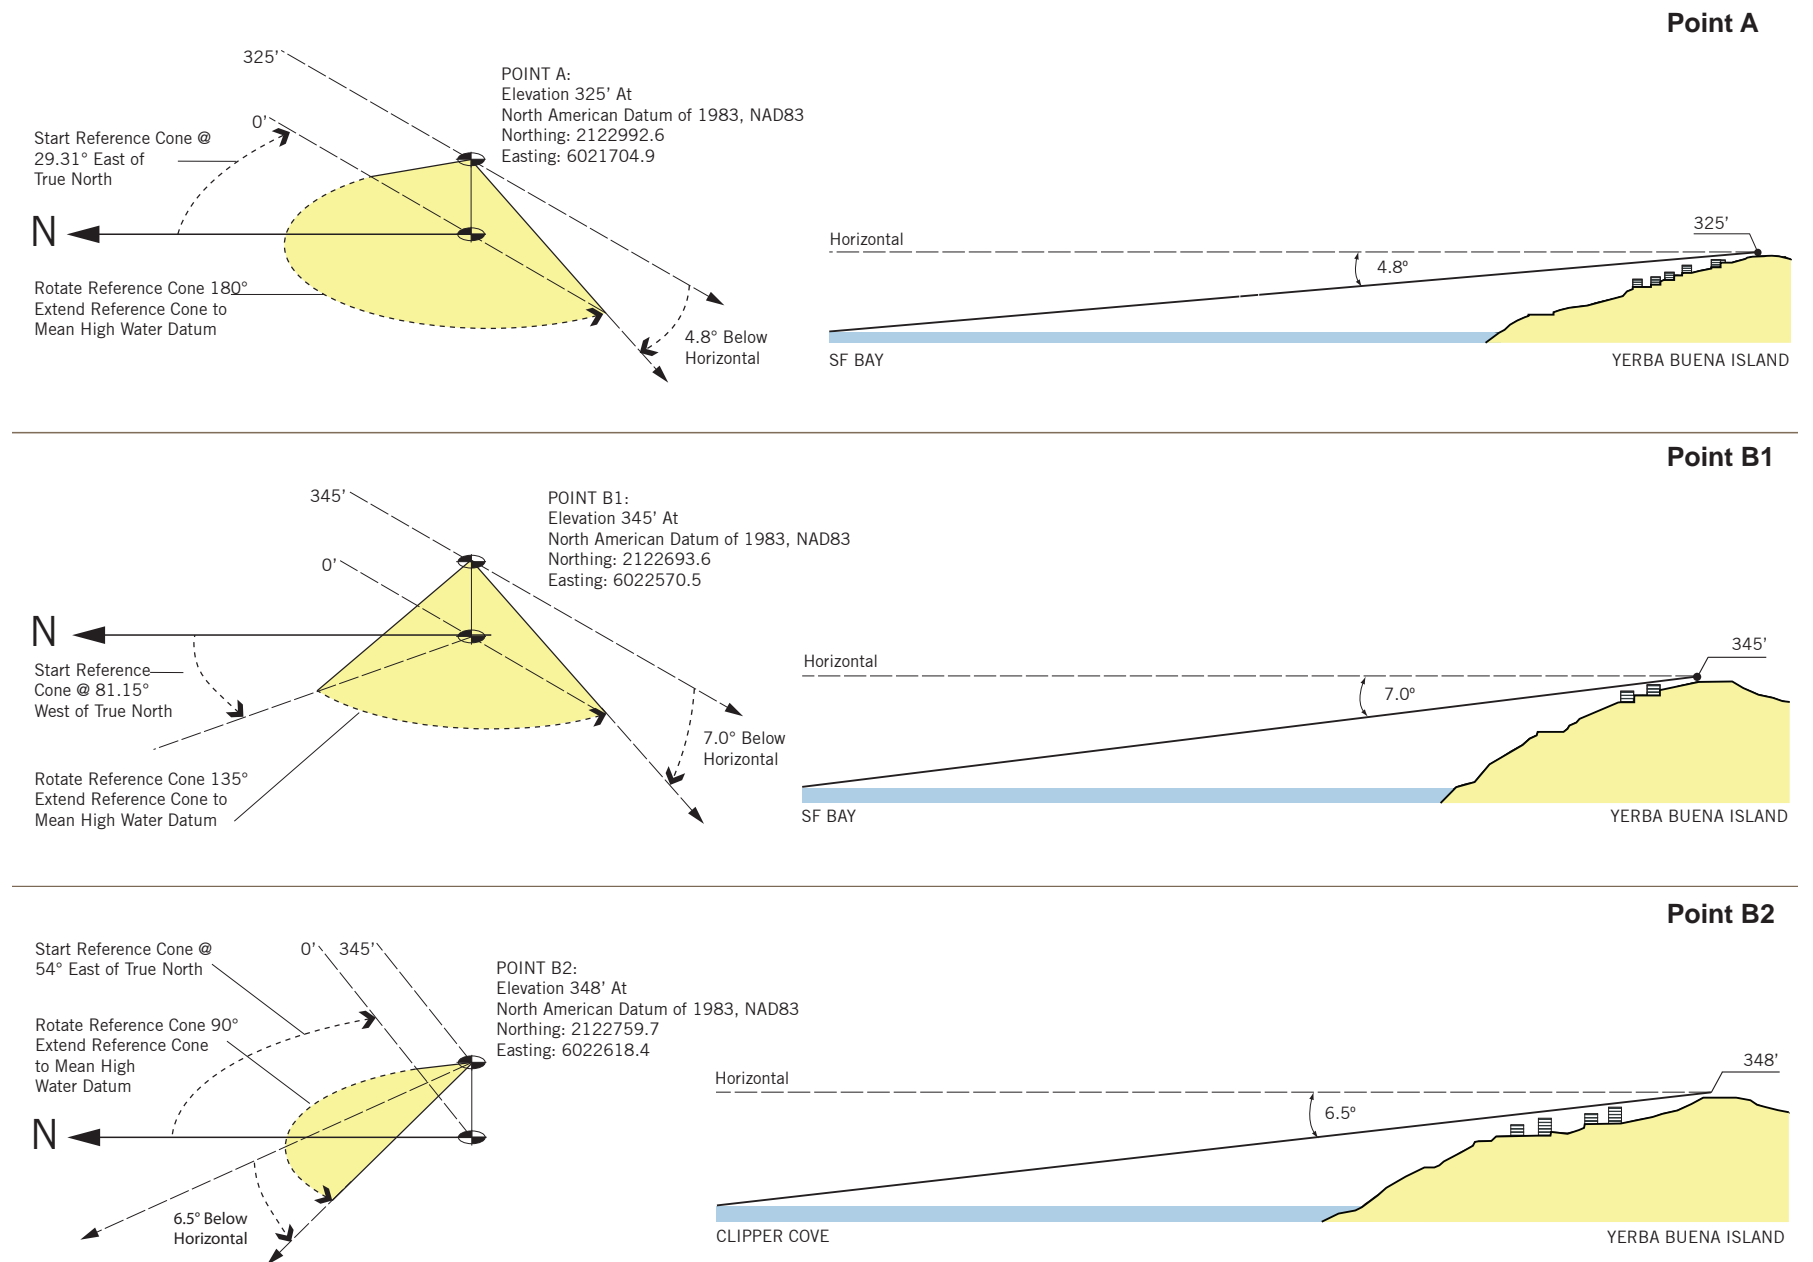 Point A
325’
0’
POINT A:
Elevation 325’ At
North American Datum of 1983, NAD83
Northing: 2122992.6
Easting: 6021704.9
Start Reference Cone @
29.31° East of
True North
N
Rotate Reference Cone 180°
Extend Reference Cone to
Mean High Water Datum
4.8° Below
Horizontal
Horizontal
325’
4.8º
SF BAY
YERBA BUENA ISLAND
Point B1
345’
0’
POINT B1:
Elevation 345’ At
North American Datum of 1983, NAD83
Northing: 2122693.6
Easting: 6022570.5
N
Start Reference
Cone @ 81.15°
West of True North
Rotate Reference Cone 135°
Extend Reference Cone to
Mean High Water Datum
7.0° Below
Horizontal
Horizontal
345’
7.0º
SF BAY
YERBA BUENA ISLAND
Point B2
Start Reference Cone @
54° East of True North
0’ 345’
POINT B2:
Elevation 348’ At
North American Datum of 1983, NAD83
Northing: 2122759.7
Easting: 6022618.4
Rotate Reference Cone 90°
Extend Reference Cone
to Mean High
Water Datum
N
6.5° Below
Horizontal
Horizontal
348’
6.5º
CLIPPER COVE
YERBA BUENA ISLAND